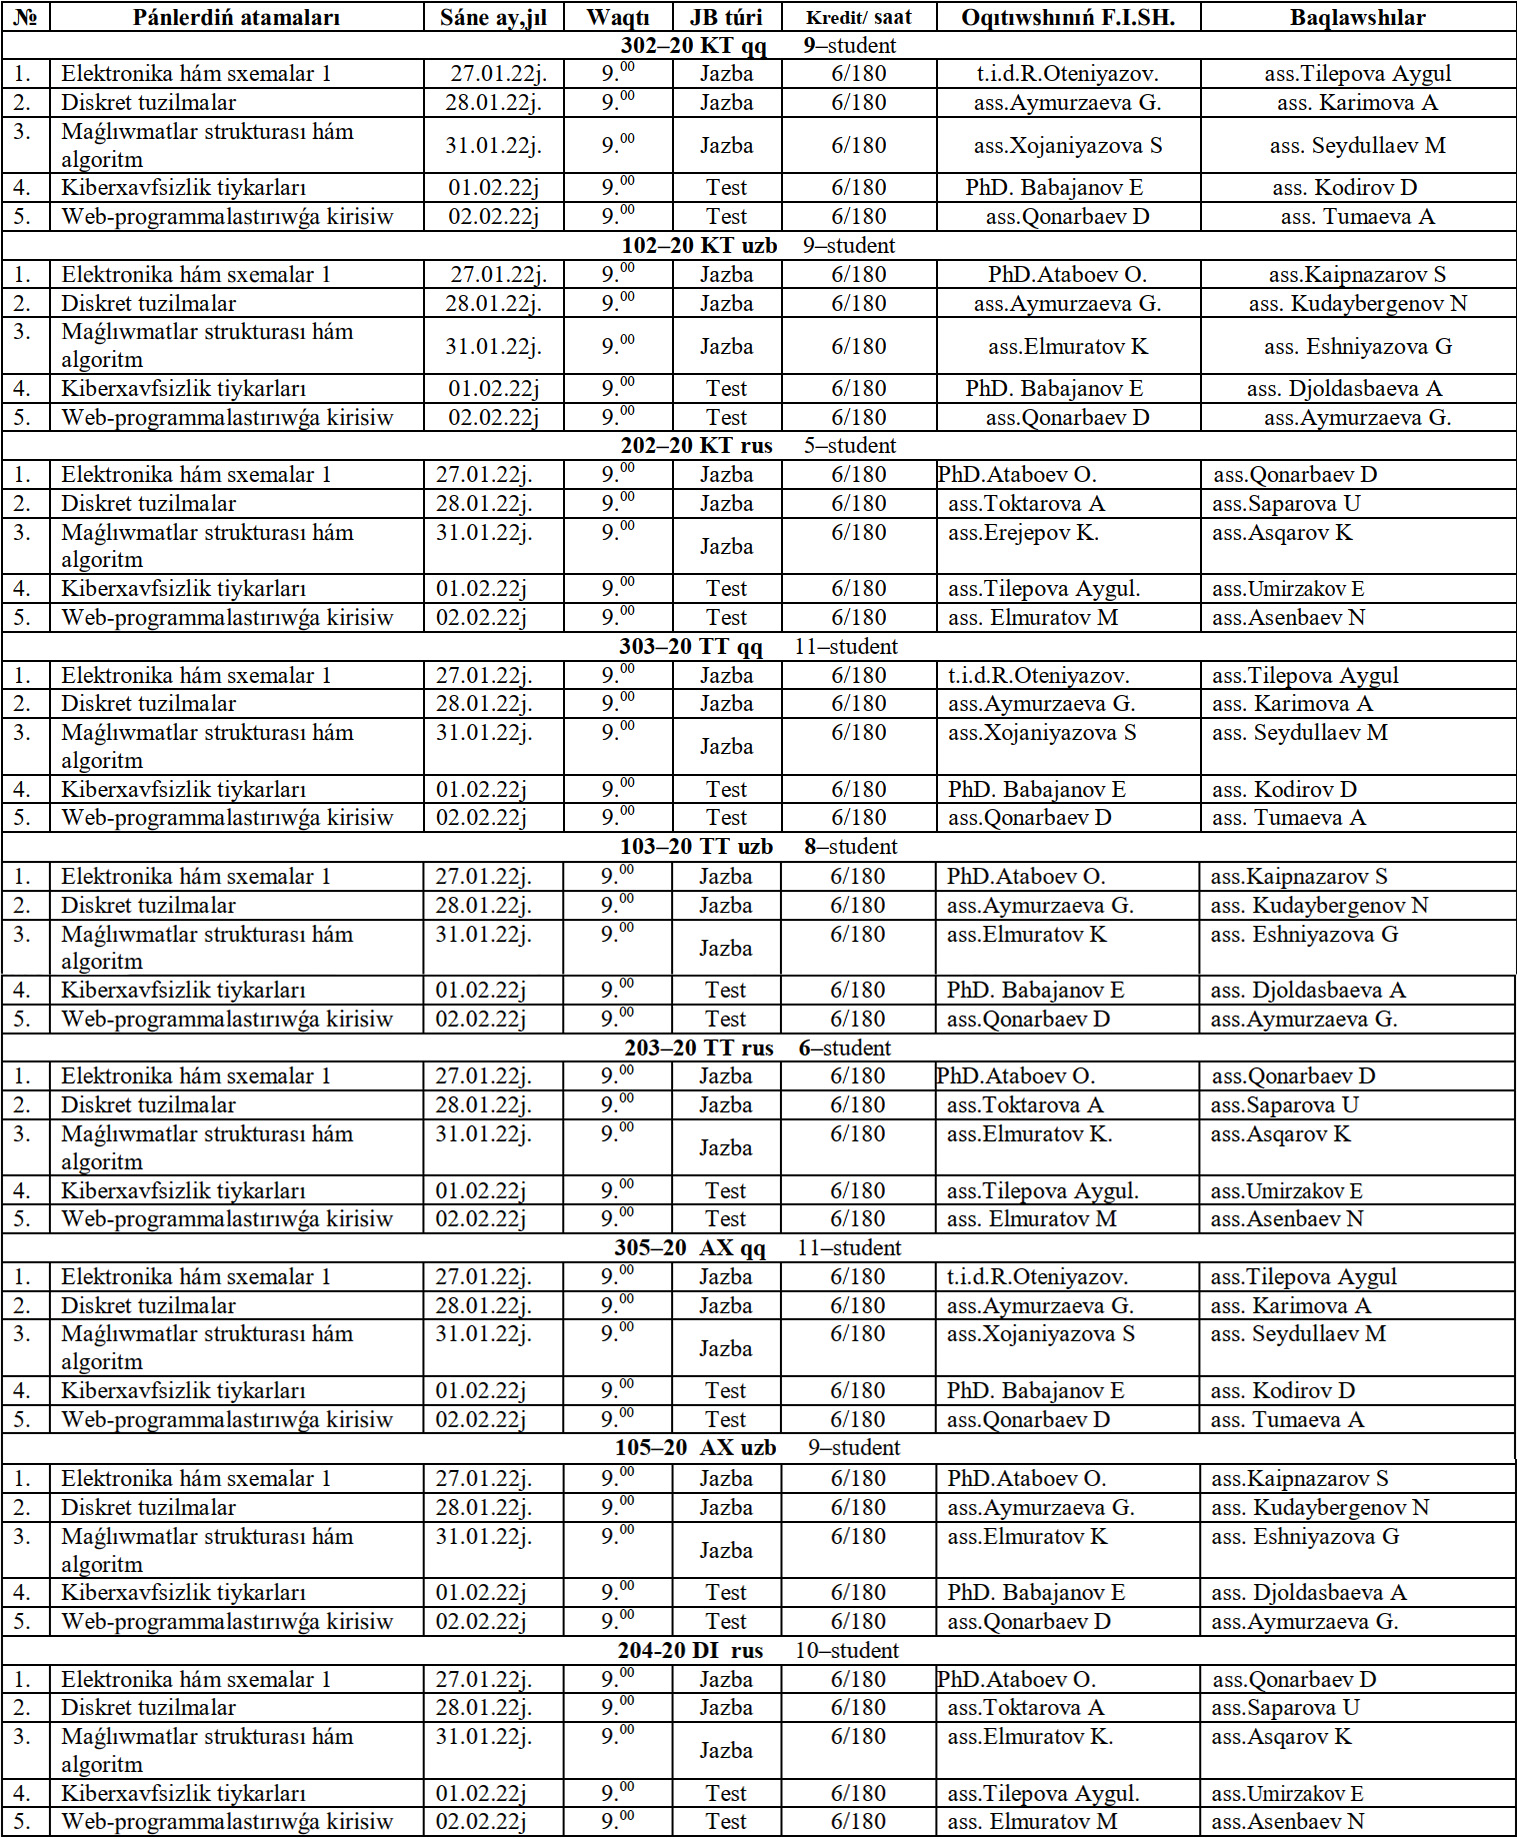 № Pánlerdiń atamaları Sáne ay,jıl Waqtı JB túri Kredit/ saat Oqıtıwshınıń F.I.SH. Baqlawshılar
302–20 KT qq 9–student
1. Elektronika hám sxemalar 1 27.01.22j. 9.00 Jazba 6/180 t.i.d.R.Oteniyazov. ass.Tilepova Aygul
2. Diskret tuzilmalar 28.01.22j. 9.00 Jazba 6/180 ass.Aymurzaeva G. ass. Karimova A
3. Maǵlıwmatlar strukturası hám
algoritm 31.01.22j. 9.00 Jazba 6/180 ass.Xojaniyazova S ass. Seydullaev M
4. Kiberxavfsizlik tiykarları 01.02.22j 9.00 Test 6/180 PhD. Babajanov E ass. Kodirov D
5. Web-programmalastırıwǵa kirisiw 02.02.22j 9.00 Test 6/180 ass.Qonarbaev D ass. Tumaeva A
102–20 KT uzb 9–student
1. Elektronika hám sxemalar 1 27.01.22j. 9.00 Jazba 6/180 PhD.Ataboev O. ass.Kaipnazarov S
2. Diskret tuzilmalar 28.01.22j. 9.00 Jazba 6/180 ass.Aymurzaeva G. ass. Kudaybergenov N
3. Maǵlıwmatlar strukturası hám
algoritm 31.01.22j. 9.00 Jazba 6/180 ass.Elmuratov K ass. Eshniyazova G
4. Kiberxavfsizlik tiykarları 01.02.22j 9.00 Test 6/180 PhD. Babajanov E ass. Djoldasbaeva A
5. Web-programmalastırıwǵa kirisiw 02.02.22j 9.00 Test 6/180 ass.Qonarbaev D ass.Aymurzaeva G.
202–20 KT rus 5–student
1. Elektronika hám sxemalar 1 27.01.22j. 9.00 Jazba 6/180 PhD.Ataboev O. ass.Qonarbaev D
2. Diskret tuzilmalar 28.01.22j. 9.00 Jazba 6/180 ass.Toktarova A ass.Saparova U
3. Maǵlıwmatlar strukturası hám 31.01.22j. 9.00 Jazba 6/180 ass.Erejepov K. ass.Asqarov K
algoritm
4. Kiberxavfsizlik tiykarları 01.02.22j 9.00 Test 6/180 ass.Tilepova Aygul. ass.Umirzakov E
5. Web-programmalastırıwǵa kirisiw 02.02.22j 9.00 Test 6/180 ass. Elmuratov M ass.Asenbaev N
303–20 TT qq 11–student
1. Elektronika hám sxemalar 1 27.01.22j. 9.00 Jazba 6/180 t.i.d.R.Oteniyazov. ass.Tilepova Aygul
2. Diskret tuzilmalar 28.01.22j. 9.00 Jazba 6/180 ass.Aymurzaeva G. ass. Karimova A
3. Maǵlıwmatlar strukturası hám 31.01.22j. 9.00 Jazba 6/180 ass.Xojaniyazova S ass. Seydullaev M
algoritm
4. Kiberxavfsizlik tiykarları 01.02.22j 9.00 Test 6/180 PhD. Babajanov E ass. Kodirov D
5. Web-programmalastırıwǵa kirisiw 02.02.22j 9.00 Test 6/180 ass.Qonarbaev D ass. Tumaeva A
103–20 TT uzb 8–student
1. Elektronika hám sxemalar 1 27.01.22j. 9.00 Jazba 6/180 PhD.Ataboev O. ass.Kaipnazarov S
2. Diskret tuzilmalar 28.01.22j. 9.00 Jazba 6/180 ass.Aymurzaeva G. ass. Kudaybergenov N
3. Maǵlıwmatlar strukturası hám 31.01.22j. 9.00 Jazba 6/180 ass.Elmuratov K ass. Eshniyazova G
algoritm
4. Kiberxavfsizlik tiykarları 01.02.22j 9.00 Test 6/180 PhD. Babajanov E ass. Djoldasbaeva A
5. Web-programmalastırıwǵa kirisiw 02.02.22j 9.00 Test 6/180 ass.Qonarbaev D ass.Aymurzaeva G.
203–20 TT rus 6–student
1. Elektronika hám sxemalar 1 27.01.22j. 9.00 Jazba 6/180 PhD.Ataboev O. ass.Qonarbaev D
2. Diskret tuzilmalar 28.01.22j. 9.00 Jazba 6/180 ass.Toktarova A ass.Saparova U
3. Maǵlıwmatlar strukturası hám 31.01.22j. 9.00 Jazba 6/180 ass.Elmuratov K. ass.Asqarov K
algoritm
4. Kiberxavfsizlik tiykarları 01.02.22j 9.00 Test 6/180 ass.Tilepova Aygul. ass.Umirzakov E
5. Web-programmalastırıwǵa kirisiw 02.02.22j 9.00 Test 6/180 ass. Elmuratov M ass.Asenbaev N
305–20 AX qq 11–student
1. Elektronika hám sxemalar 1 27.01.22j. 9.00 Jazba 6/180 t.i.d.R.Oteniyazov. ass.Tilepova Aygul
2. Diskret tuzilmalar 28.01.22j. 9.00 Jazba 6/180 ass.Aymurzaeva G. ass. Karimova A
3. Maǵlıwmatlar strukturası hám 31.01.22j. 9.00 Jazba 6/180 ass.Xojaniyazova S ass. Seydullaev M
algoritm
4. Kiberxavfsizlik tiykarları 01.02.22j 9.00 Test 6/180 PhD. Babajanov E ass. Kodirov D
5. Web-programmalastırıwǵa kirisiw 02.02.22j 9.00 Test 6/180 ass.Qonarbaev D ass. Tumaeva A
105–20 AX uzb 9–student
1. Elektronika hám sxemalar 1 27.01.22j. 9.00 Jazba 6/180 PhD.Ataboev O. ass.Kaipnazarov S
2. Diskret tuzilmalar 28.01.22j. 9.00 Jazba 6/180 ass.Aymurzaeva G. ass. Kudaybergenov N
3. Maǵlıwmatlar strukturası hám 31.01.22j. 9.00 Jazba 6/180 ass.Elmuratov K ass. Eshniyazova G
algoritm
4. Kiberxavfsizlik tiykarları 01.02.22j 9.00 Test 6/180 PhD. Babajanov E ass. Djoldasbaeva A
5. Web-programmalastırıwǵa kirisiw 02.02.22j 9.00 Test 6/180 ass.Qonarbaev D ass.Aymurzaeva G.
204-20 DI rus 10–student
1. Elektronika hám sxemalar 1 27.01.22j. 9.00 Jazba 6/180 PhD.Ataboev O. ass.Qonarbaev D
2. Diskret tuzilmalar 28.01.22j. 9.00 Jazba 6/180 ass.Toktarova A ass.Saparova U
3. Maǵlıwmatlar strukturası hám 31.01.22j. 9.00 Jazba 6/180 ass.Elmuratov K. ass.Asqarov K
algoritm
4. Kiberxavfsizlik tiykarları 01.02.22j 9.00 Test 6/180 ass.Tilepova Aygul. ass.Umirzakov E
5. Web-programmalastırıwǵa kirisiw 02.02.22j 9.00 Test 6/180 ass. Elmuratov M ass.Asenbaev N